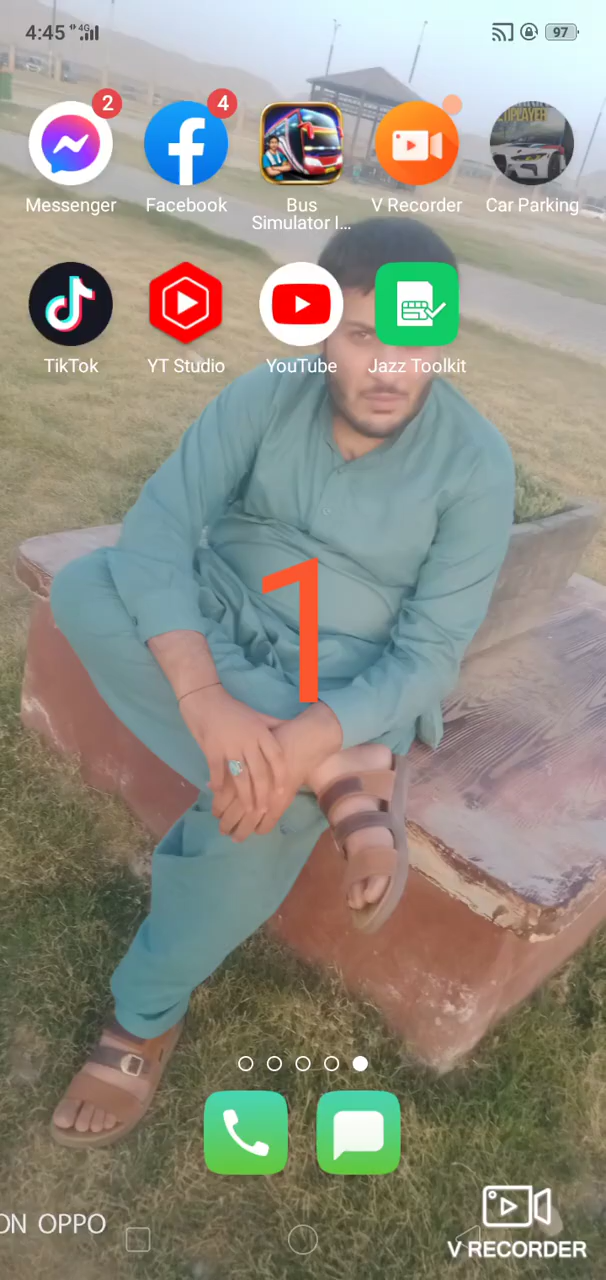 4:45 4G 97
2 4
Messenger Facebook Bus V Recorder Car Parking
Simulator I...
TikTok YT Studio YouTube Jazz Toolkit
1
ON OPPO
V RECORDER